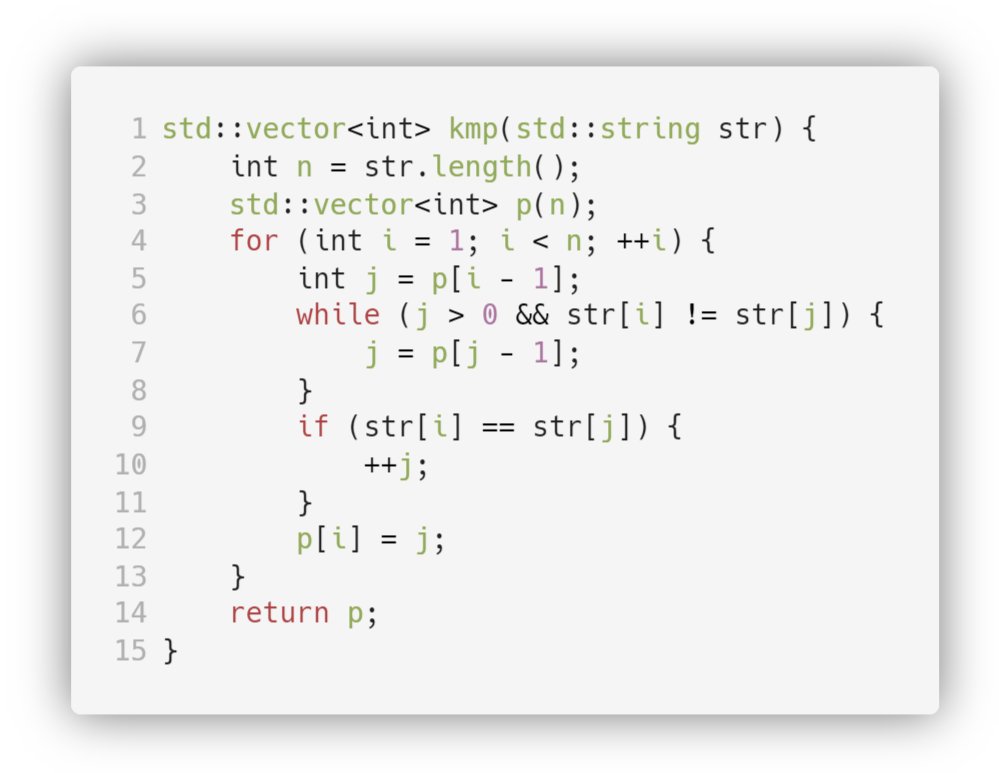 1 std::vector<int> kmp(std::string str) {
2     int n = str.length();
3     std::vector<int> p(n);
4     for (int i = 1; i < n; ++i) {
5         int j = p[i - 1];
6         while (j > 0 && str[i] != str[j]) {
7             j = p[j - 1];
8         }
9         if (str[i] == str[j]) {
10             ++j;
11         }
12         p[i] = j;
13     }
14     return p;
15 }